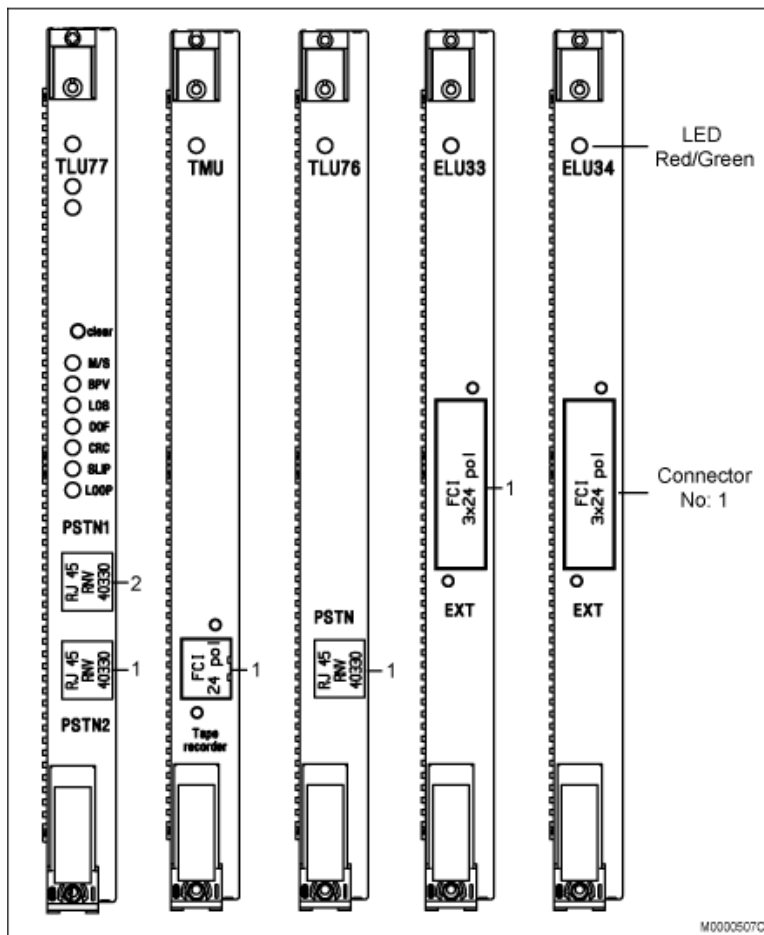 TLU77
clear
M/S
BPV
LOS
OOF
CRC
SLIP
LOOP
PSTN1
RJ 45
RNV
40330
2
RJ 45
RNV
40330
1
PSTN2
TMU
FCI
24 pol
1
Tape
recorder
TLU76
PSTN
RJ 45
RNV
40330
1
ELU33
FCI
3x24 pol
1
EXT
ELU34
FCI
3x24 pol
EXT
LED
Red/Green
Connector
No: 1
M0000507C